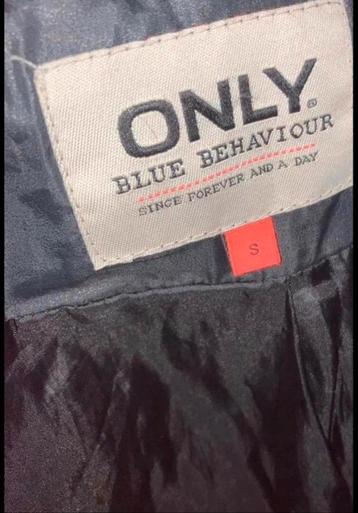 ONLY®
BLUE BEHAVIOUR
SINCE FOREVER AND A DAY
S